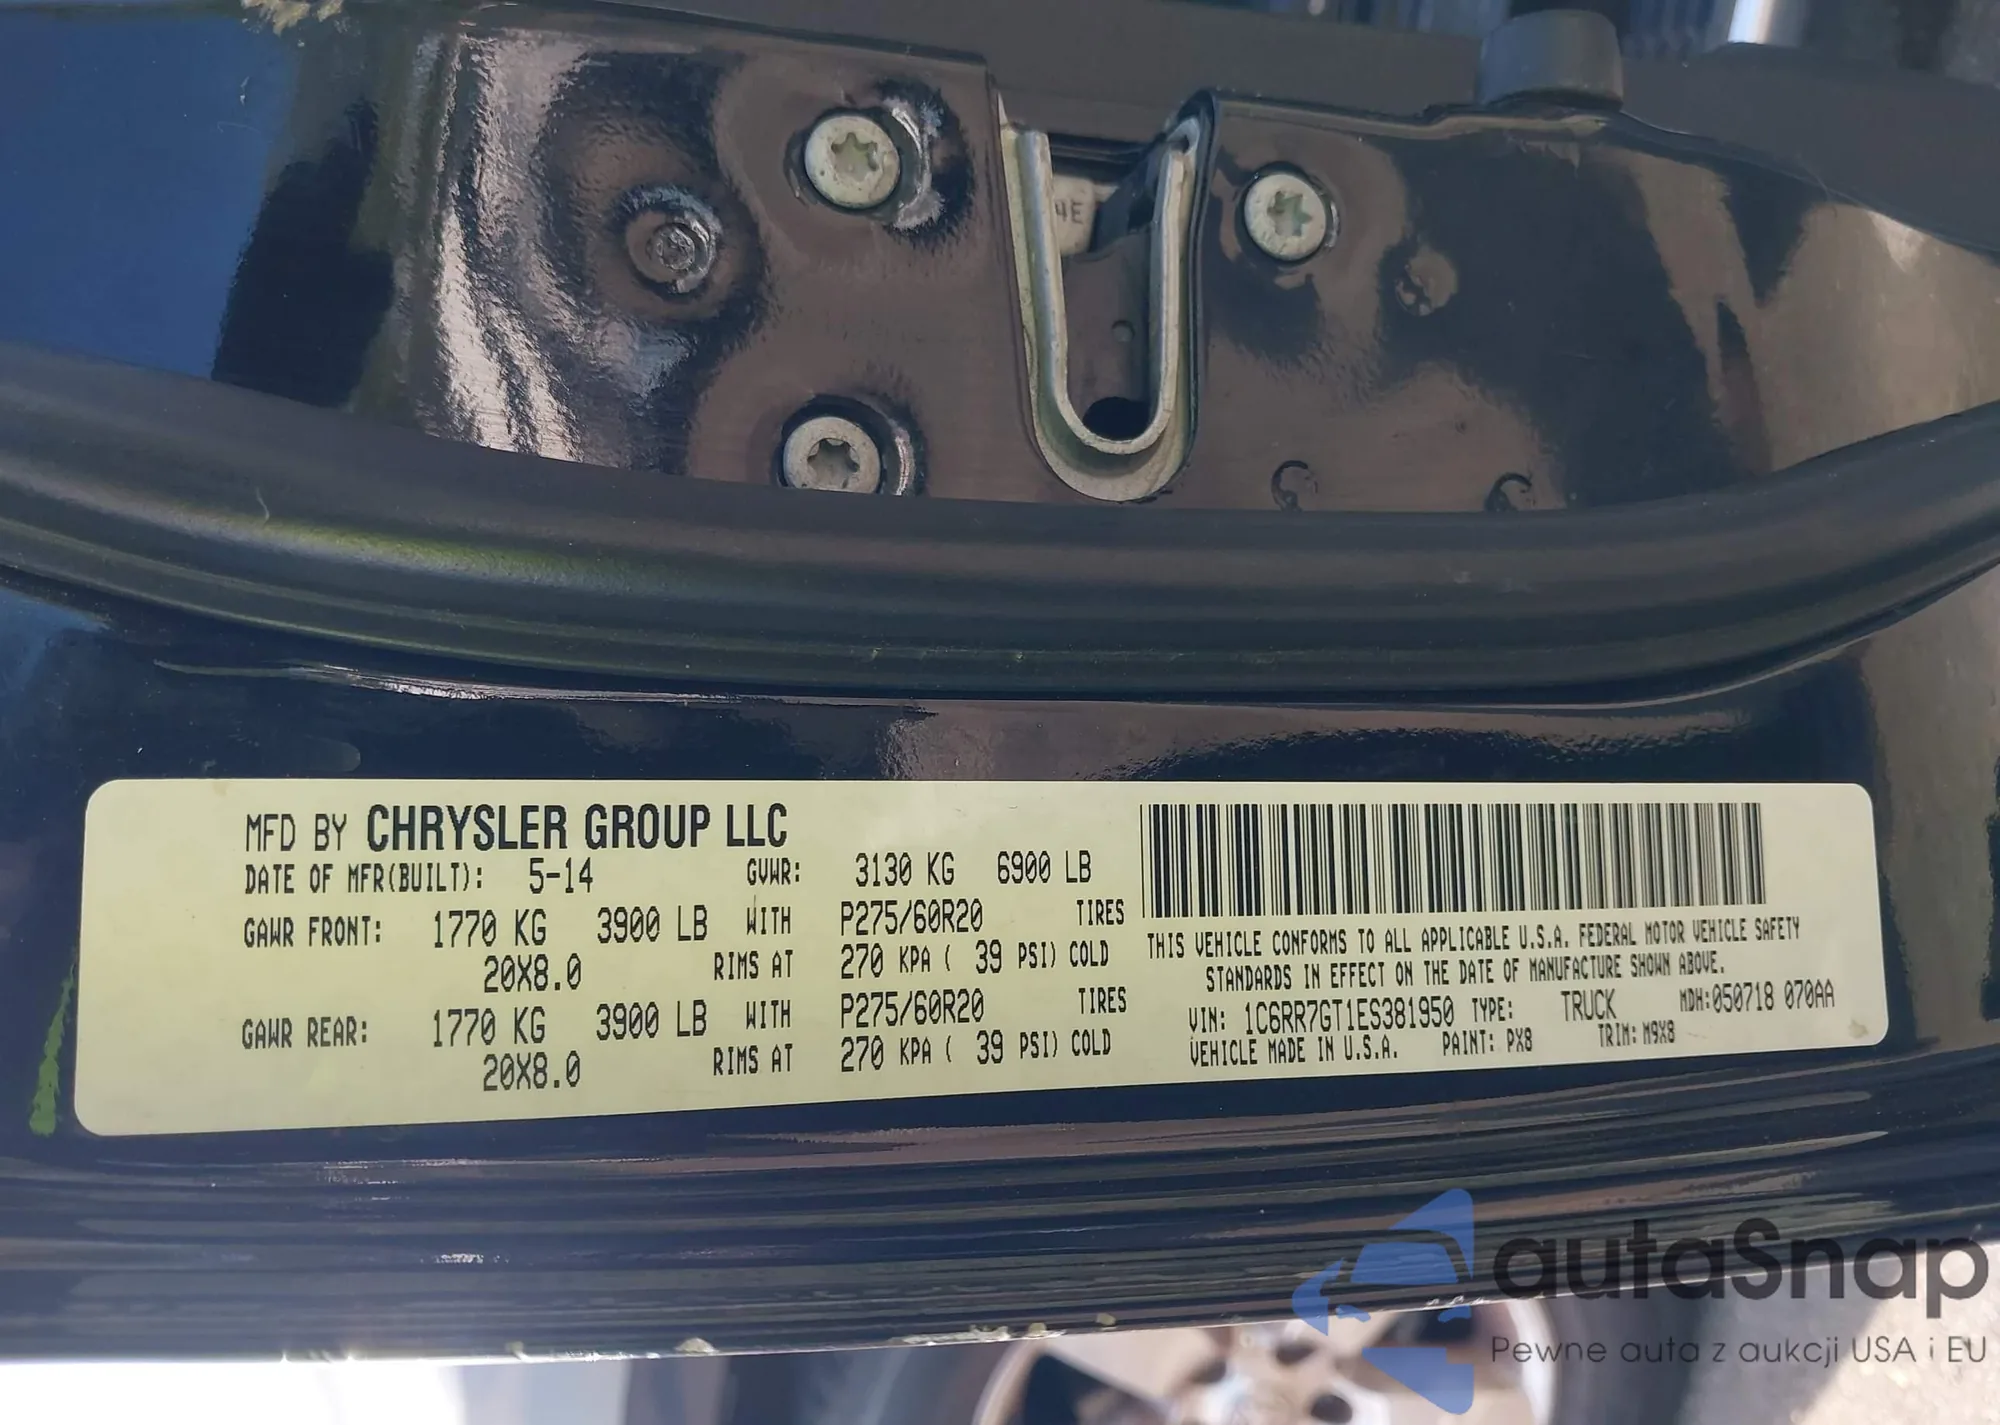 4E
MFD BY CHRYSLER GROUP LLC
DATE OF MFR(BUILT): 5-14 GVWR: 3130 KG 6900 LB
GAWR FRONT: 1770 KG 3900 LB WITH P275/60R20 TIRES
20X8.0 RIMS AT 270 KPA ( 39 PSI) COLD
GAWR REAR: 1770 KG 3900 LB WITH P275/60R20 TIRES
20X8.0 RIMS AT 270 KPA ( 39 PSI) COLD
THIS VEHICLE CONFORMS TO ALL APPLICABLE U.S.A. FEDERAL MOTOR VEHICLE SAFETY
STANDARDS IN EFFECT ON THE DATE OF MANUFACTURE SHOWN ABOVE.
VIN: 1C6RR7GT1ES381950 TYPE: TRUCK MDH:050718 070AA
VEHICLE MADE IN U.S.A. PAINT: PX8 TRIM: M9X8
autaSnap
Pewne auta z aukcji USA i EU